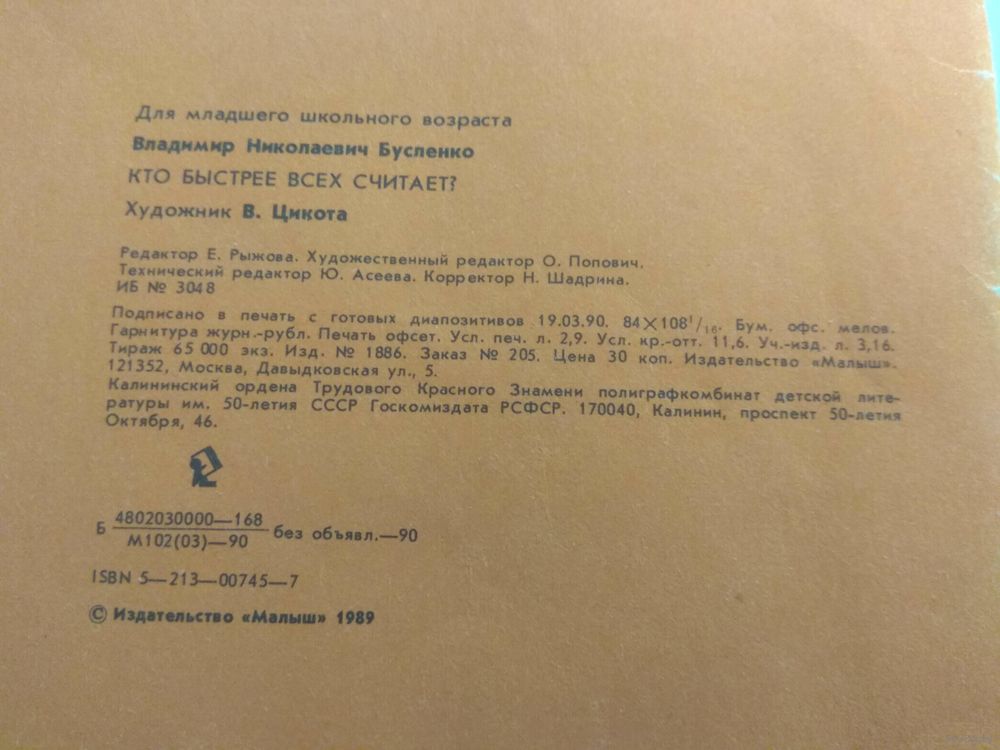 Для младшего школьного возраста
Владимир Николаевич Бусленко
КТО БЫСТРЕЕ ВСЕХ СЧИТАЕТ?
Художник В. Цикота
Редактор Е. Рыжова. Художественный редактор О. Попович.
Технический редактор Ю. Асеева. Корректор Н. Шадрина.
ИБ № 3048
Подписано в печать с готовых диапозитивов 19.03.90. 84×108¹/₁₆. Бум. офс. мелов.
Гарнитура журн.-рубл. Печать офсет. Усл. печ. л. 2,9. Усл. кр.-отт. 11,6. Уч.-изд. л. 3,16.
Тираж 65 000 экз. Изд. № 1886. Заказ № 205. Цена 30 коп. Издательство «Малыш».
121352, Москва, Давыдковская ул., 5.
Калининский ордена Трудового Красного Знамени полиграфкомбинат детской лите-
ратуры им. 50-летия СССР Госкомиздата РСФСР. 170040, Калинин, проспект 50-летия
Октября, 46.
Б 4802030000—168
М102(03)—90 без объявл.—90
ISBN 5—213—00745—7
© Издательство «Малыш» 1989